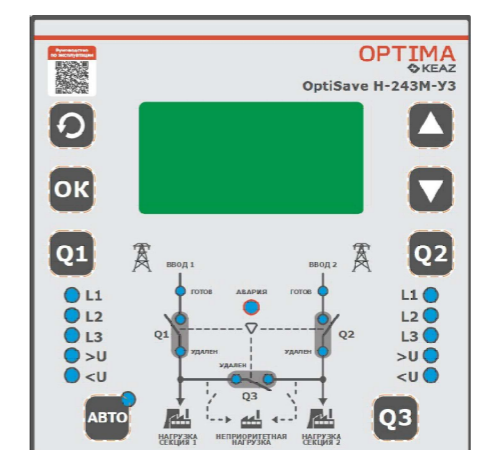 Руководство
по эксплуатации
OPTIMA
KEAZ
OptiSave Н-243М-У3
ОК
Q1
Q2
ВВОД 1
ВВОД 2
ГОТОВ
АВАРИЯ
ГОТОВ
L1
L2
L3
>U
<U
Q1
Q2
L1
L2
L3
>U
<U
УДАЛЕН
УДАЛЕН
УДАЛЕН
Q3
АВТО
Q3
НАГРУЗКА
СЕКЦИЯ 1
НЕПРИОРИТЕТНАЯ
НАГРУЗКА
НАГРУЗКА
СЕКЦИЯ 2